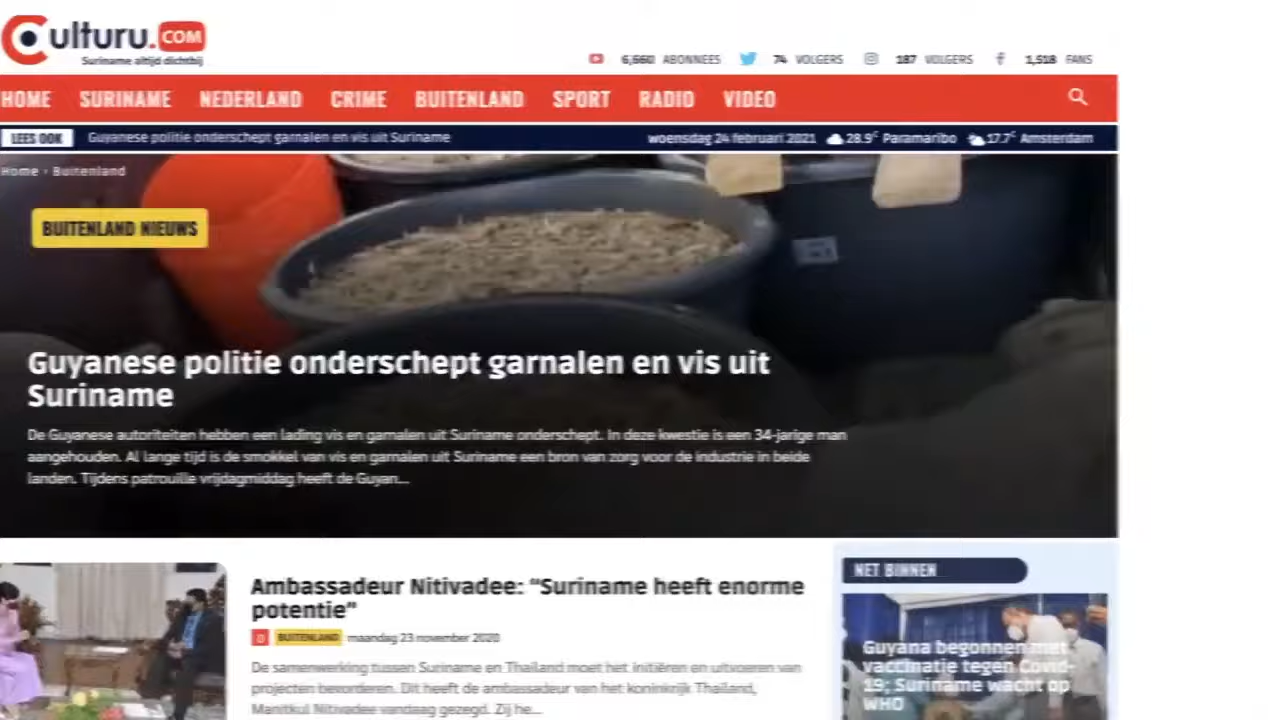 Culturu.COM
Suriname altijd dichtbij
6,660 ABONNEES 74 VOLGERS 187 VOLGERS 1,518 FANS
HOME SURINAME NEDERLAND CRIME BUITENLAND SPORT RADIO VIDEO
LEES OOK Guyanese politie onderschept garnalen en vis uit Suriname woensdag 24 februari 2021 28.9°C Paramaribo 17.7°C Amsterdam
Home › Buitenland
BUITENLAND NIEUWS
Guyanese politie onderschept garnalen en vis uit
Suriname
De Guyanese autoriteiten hebben een lading vis en garnalen uit Suriname onderschept. In deze kwestie is een 34-jarige man
aangehouden. Al lange tijd is de smokkel van vis en garnalen uit Suriname een bron van zorg voor de industrie in beide
landen. Tijdens patrouille vrijdagmiddag heeft de Guyan...
Ambassadeur Nitivadee: “Suriname heeft enorme
potentie”
0 BUITENLAND maandag 23 november 2020
De samenwerking tussen Suriname en Thailand moet het initiëren en uitvoeren van
projecten bevorderen. Dit heeft de ambassadeur van het koninkrijk Thailand,
Manitkul Nitivadee vandaag gezegd. Zij he...
NET BINNEN
Guyana begonnen met
vaccinatie tegen Covid-
19; Suriname wacht op
WHO